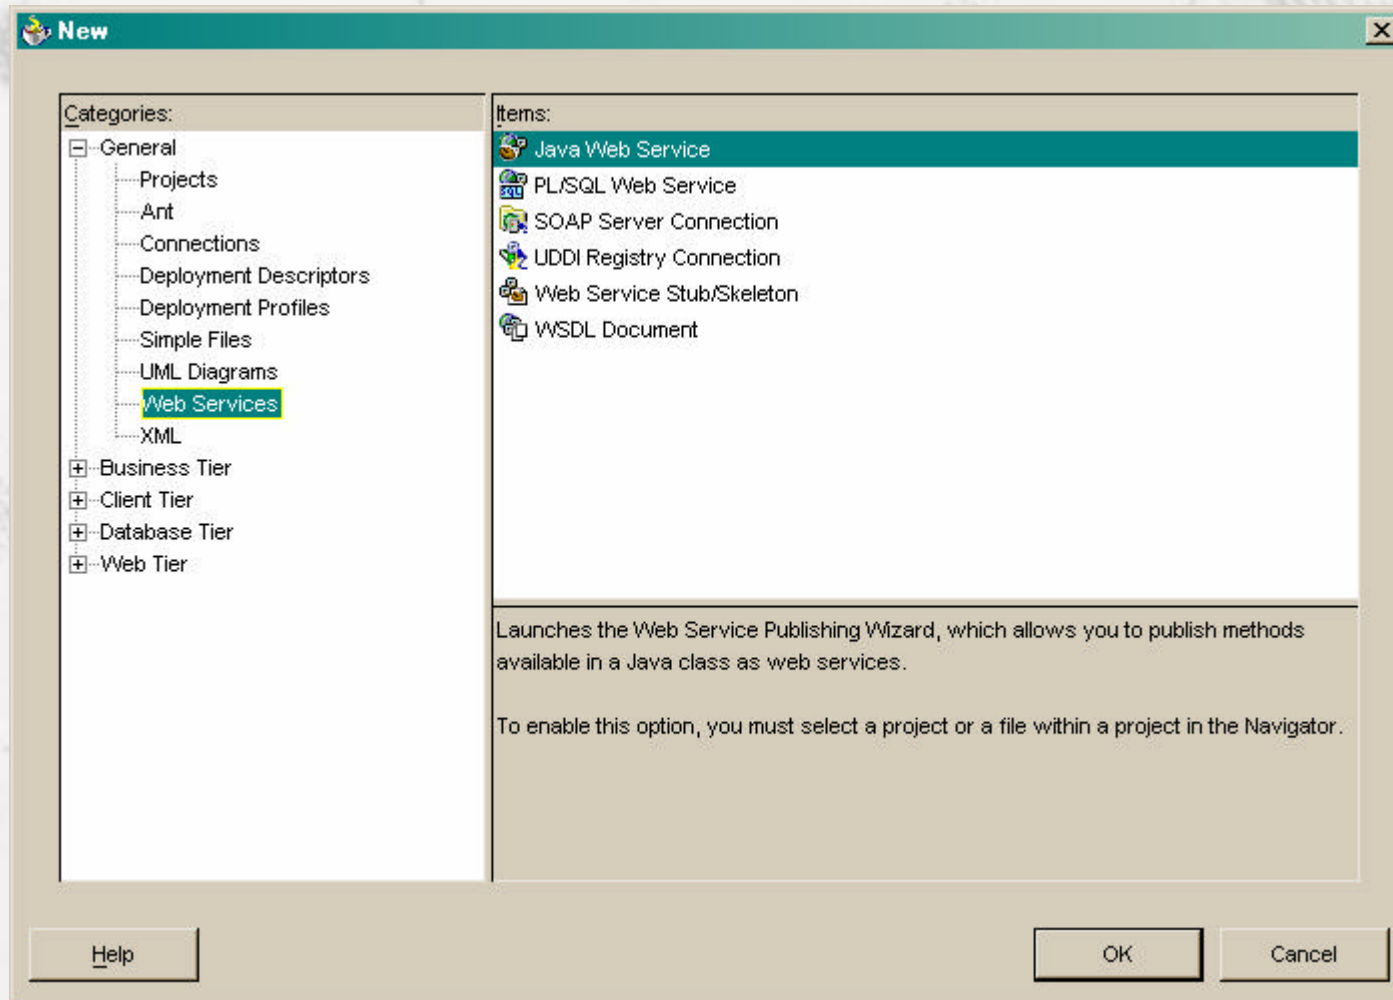 New
Categories:
General
Projects
Ant
Connections
Deployment Descriptors
Deployment Profiles
Simple Files
UML Diagrams
Web Services
XML
Business Tier
Client Tier
Database Tier
Web Tier
Items:
Java Web Service
PL/SQL Web Service
SOAP Server Connection
UDDI Registry Connection
Web Service Stub/Skeleton
WSDL Document
Launches the Web Service Publishing Wizard, which allows you to publish methods
available in a Java class as web services.
To enable this option, you must select a project or a file within a project in the Navigator.
Help
OK
Cancel